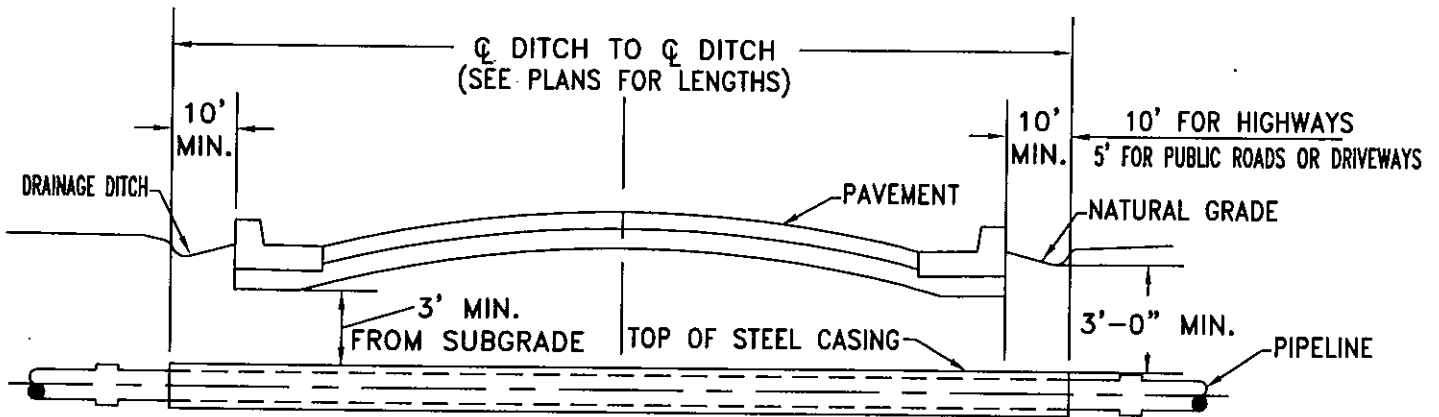 ℄ DITCH TO ℄ DITCH
(SEE PLANS FOR LENGTHS)
10'
MIN.
10'
MIN.
10' FOR HIGHWAYS
5' FOR PUBLIC ROADS OR DRIVEWAYS
DRAINAGE DITCH
PAVEMENT
NATURAL GRADE
3' MIN.
FROM SUBGRADE
TOP OF STEEL CASING
3'-0" MIN.
PIPELINE